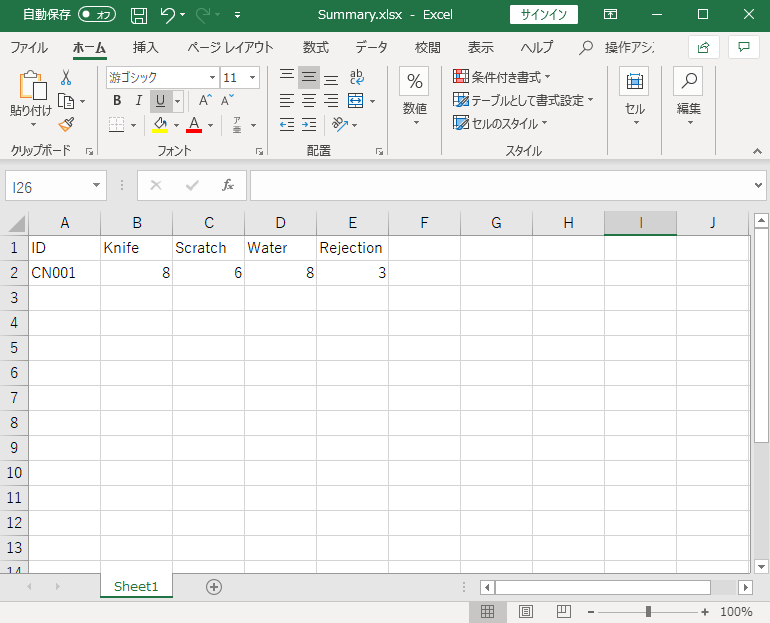 自動保存 オフ Summary.xlsx - Excel サインイン
ファイル ホーム 挿入 ページ レイアウト 数式 データ 校閲 表示 ヘルプ 操作アシ
貼り付け
B I U
游ゴシック 11
A A
A
ア 亜
ab
% 数値
条件付き書式
テーブルとして書式設定
セルのスタイル
セル
編集
クリップボード フォント 配置 スタイル
I26 fx
A B C D E F G H I J
1 ID Knife Scratch Water Rejection
2 CN001 8 6 8 3
3
4
5
6
7
8
9
10
11
12
13
14
Sheet1
100%